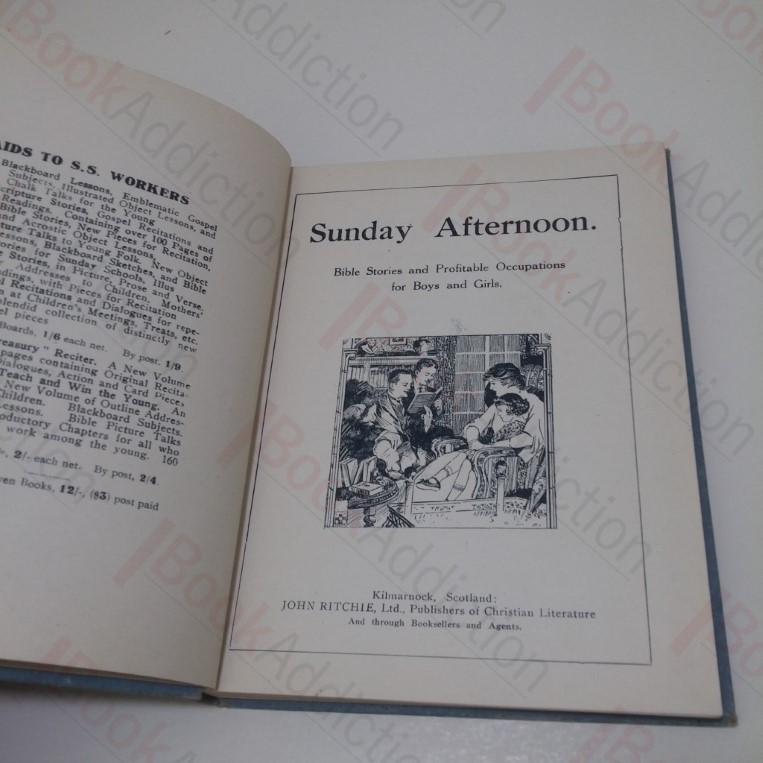 AIDS TO S.S. WORKERS
Blackboard Lessons, Emblematic Gospel
Subjects, Illustrated Object Lessons, and
Chalk Talks for the Young
Scripture Stories, Gospel Recitations and
Readings. Containing over 100 Pages of
Bible Stories, New Pieces for Recitation,
and Acrostic Object Lessons,
Talks to Young Folk. New Object
Lessons, Blackboard Sketches, and Bible
Stories for Sunday Schools, Illus
Stories, in Picture, Prose and Verse.
Addresses to Children, Mothers'
with Pieces for Recitation
Recitations and Dialogues for repe-
at Children's Meetings, Treats, etc.
splendid collection of distinctly new
pieces
Boards, 1/6 each net. By post, 1/9
Treasury" Reciter. A New Volume
pages containing Original Recita-
Dialogues, Action and Card Pieces
Teach and Win the Young. An
New Volume of Outline Addres-
Children. Blackboard Subjects.
Lessons. Bible Picture Talks
Introductory Chapters for all who
work among the young. 160
2/- each net. By post, 2/4.
Books, 12/-, ($3) post paid
Sunday Afternoon.
Bible Stories and Profitable Occupations
for Boys and Girls.
Kilmarnock, Scotland:
JOHN RITCHIE, Ltd., Publishers of Christian Literature
And through Booksellers and Agents.
BookAddiction